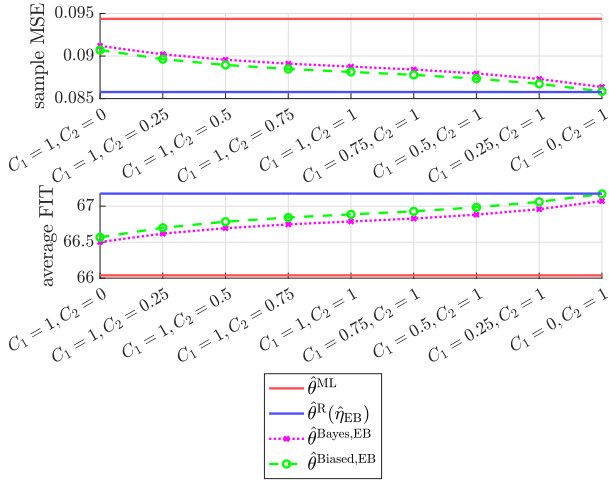 sample MSE
0.095
0.09
0.085
C₁ = 1, C₂ = 0
C₁ = 1, C₂ = 0.25
C₁ = 1, C₂ = 0.5
C₁ = 1, C₂ = 0.75
C₁ = 1, C₂ = 1
C₁ = 0.75, C₂ = 1
C₁ = 0.5, C₂ = 1
C₁ = 0.25, C₂ = 1
C₁ = 0, C₂ = 1
average FIT
67
66.5
66
C₁ = 1, C₂ = 0
C₁ = 1, C₂ = 0.25
C₁ = 1, C₂ = 0.5
C₁ = 1, C₂ = 0.75
C₁ = 1, C₂ = 1
C₁ = 0.75, C₂ = 1
C₁ = 0.5, C₂ = 1
C₁ = 0.25, C₂ = 1
C₁ = 0, C₂ = 1
θ̂^ML
θ̂^R(η̂_EB)
θ̂^Bayes,EB
θ̂^Biased,EB